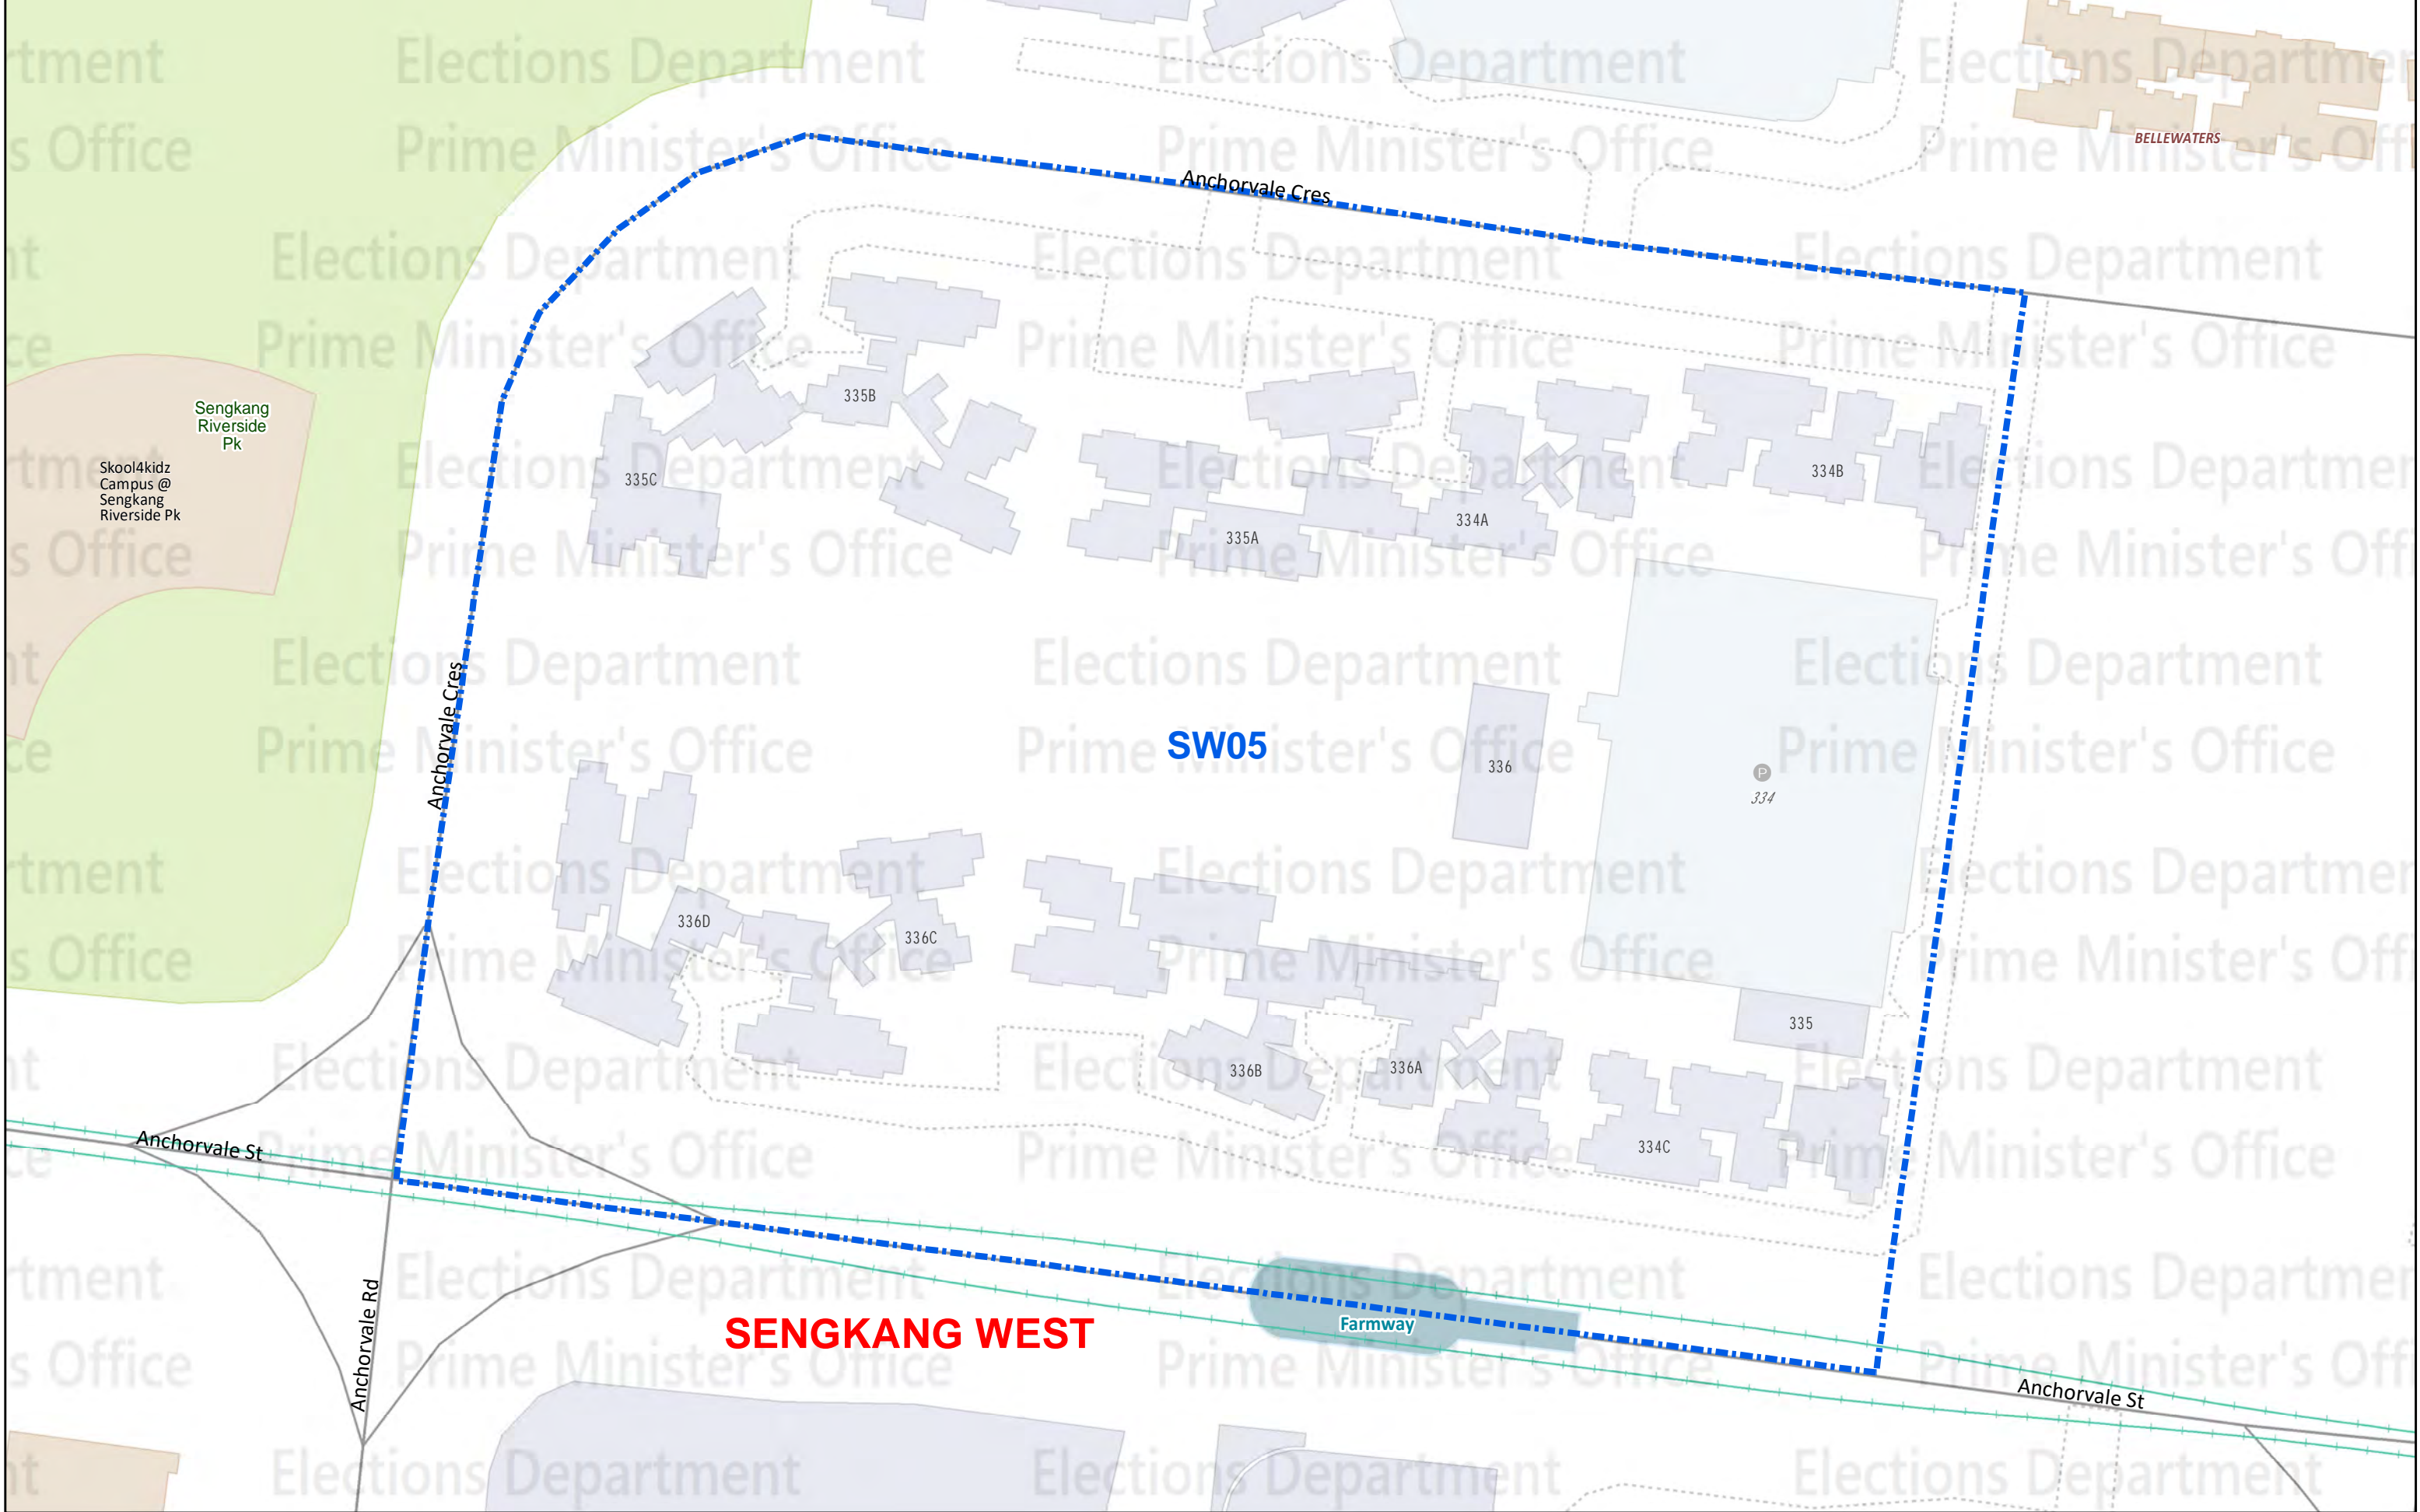 Elections Department
Prime Minister's Office
BELLEWATERS
Anchorvale Cres
Sengkang
Riverside
Pk
Skool4kidz
Campus @
Sengkang
Riverside Pk
335B
335C
334B
334A
335A
Anchorvale Cres
SW05
336
P
334
336D
336C
335
336B
336A
334C
Anchorvale St
Anchorvale Rd
SENGKANG WEST
Farmway
Anchorvale St